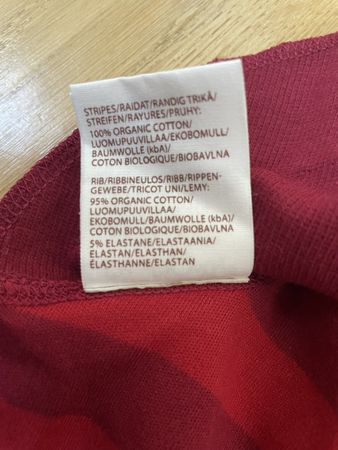 STRIPES/RAIDAT/RANDIG TRIKÅ/
STREIFEN/RAYURES/PRUHY:
100% ORGANIC COTTON/
LUOMUPUUVILLAA/EKOBOMULL/
BAUMWOLLE (kbA)/
COTON BIOLOGIQUE/BIOBAVLNA
RIB/RIBBINEULOS/RIBB/RIPPEN-
GEWEBE/TRICOT UNI/LEMY:
95% ORGANIC COTTON/
LUOMUPUUVILLAA/
EKOBOMULL/BAUMWOLLE (kbA)/
COTON BIOLOGIQUE/BIOBAVLNA
5% ELASTANE/ELASTAANIA/
ELASTAN/ELASTHAN/
ÉLASTHANNE/ELASTAN